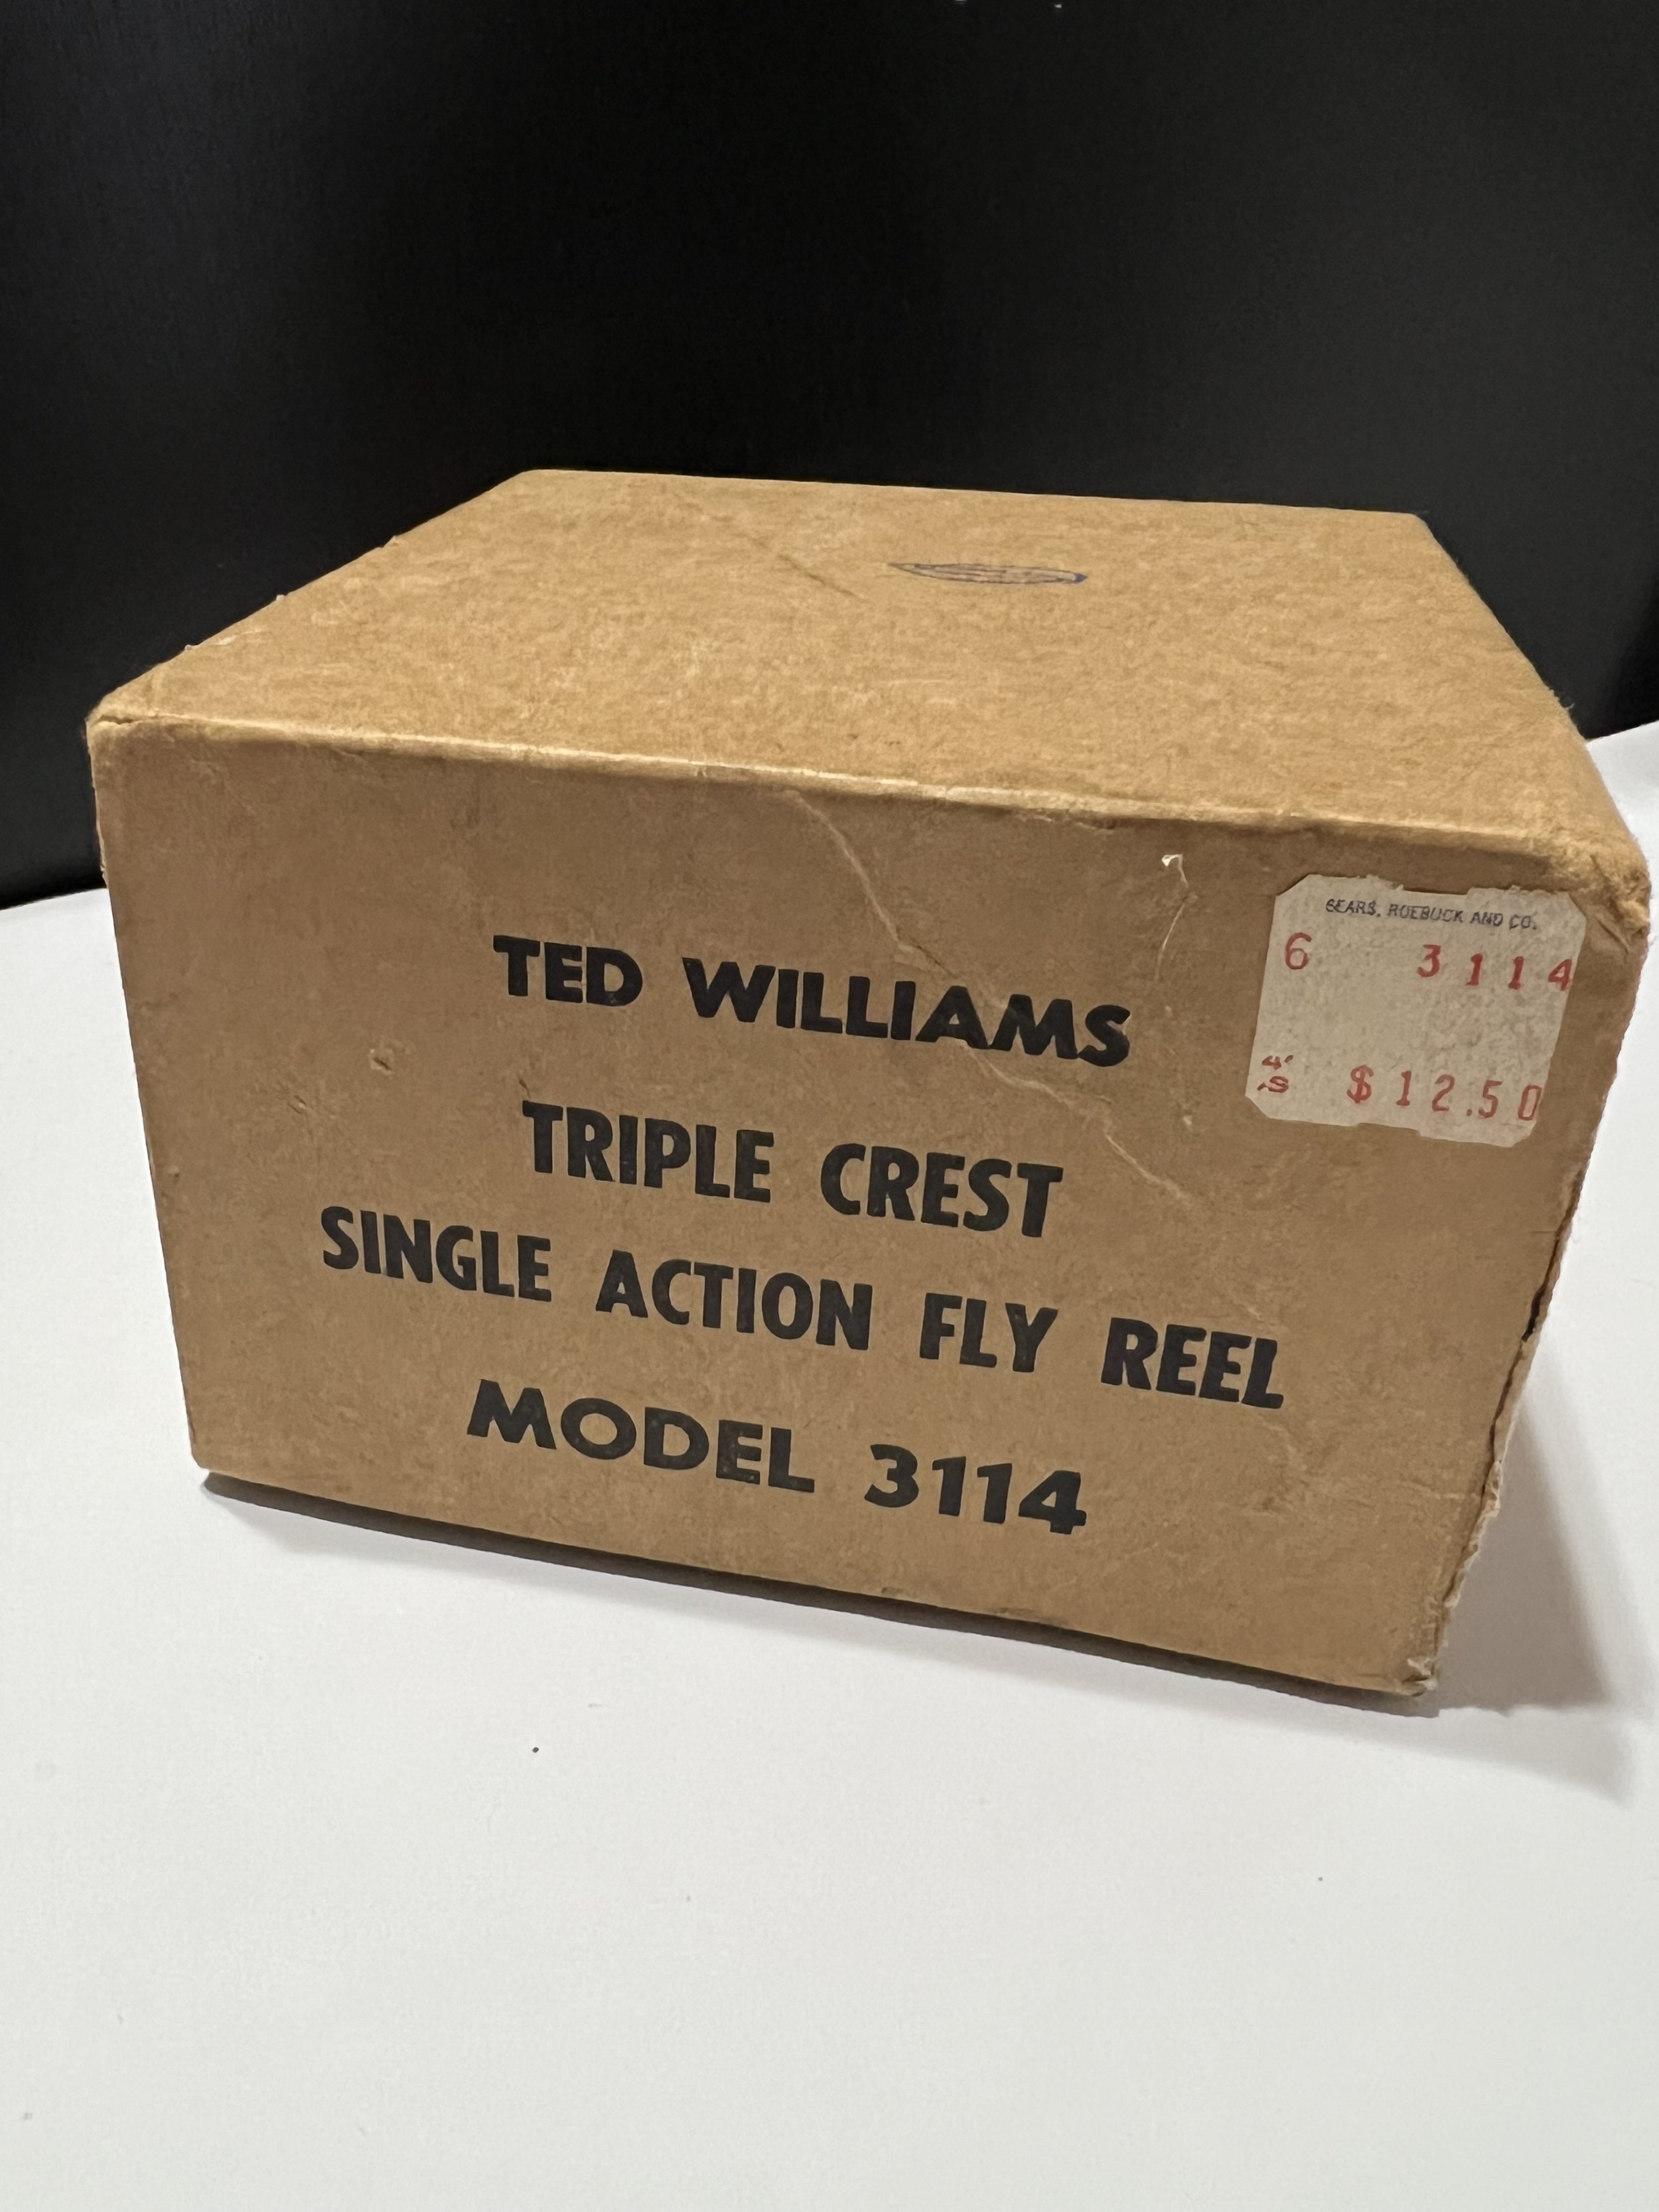 TED WILLIAMS
TRIPLE CREST
SINGLE ACTION FLY REEL
MODEL 3114
SEARS, ROEBUCK AND CO.
6 3114
$12.50